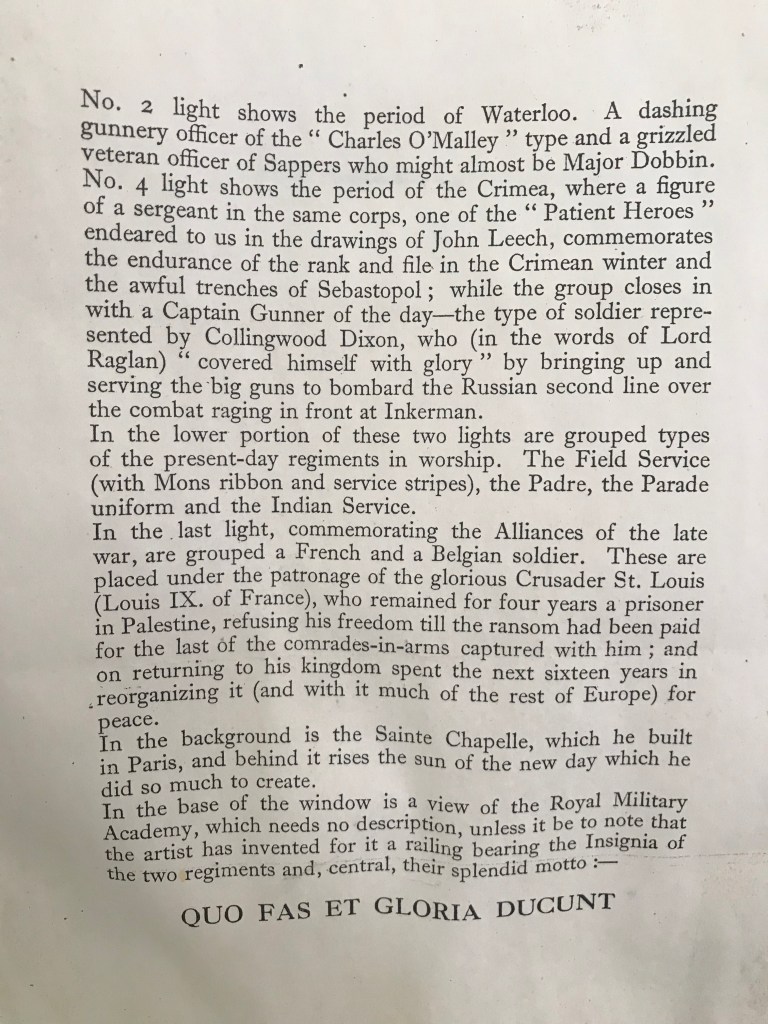 No. 2 light shows the period of Waterloo. A dashing
gunnery officer of the “ Charles O’Malley ” type and a grizzled
veteran officer of Sappers who might almost be Major Dobbin.
No. 4 light shows the period of the Crimea, where a figure
of a sergeant in the same corps, one of the “ Patient Heroes ”
endeared to us in the drawings of John Leech, commemorates
the endurance of the rank and file in the Crimean winter and
the awful trenches of Sebastopol ; while the group closes in
with a Captain Gunner of the day—the type of soldier repre-
sented by Collingwood Dixon, who (in the words of Lord
Raglan) “ covered himself with glory ” by bringing up and
serving the big guns to bombard the Russian second line over
the combat raging in front at Inkerman.
In the lower portion of these two lights are grouped types
of the present-day regiments in worship. The Field Service
(with Mons ribbon and service stripes), the Padre, the Parade
uniform and the Indian Service.
In the last light, commemorating the Alliances of the late
war, are grouped a French and a Belgian soldier. These are
placed under the patronage of the glorious Crusader St. Louis
(Louis IX. of France), who remained for four years a prisoner
in Palestine, refusing his freedom till the ransom had been paid
for the last of the comrades-in-arms captured with him ; and
on returning to his kingdom spent the next sixteen years in
reorganizing it (and with it much of the rest of Europe) for
peace.
In the background is the Sainte Chapelle, which he built
in Paris, and behind it rises the sun of the new day which he
did so much to create.
In the base of the window is a view of the Royal Military
Academy, which needs no description, unless it be to note that
the artist has invented for it a railing bearing the Insignia of
the two regiments and, central, their splendid motto :—
QUO FAS ET GLORIA DUCUNT